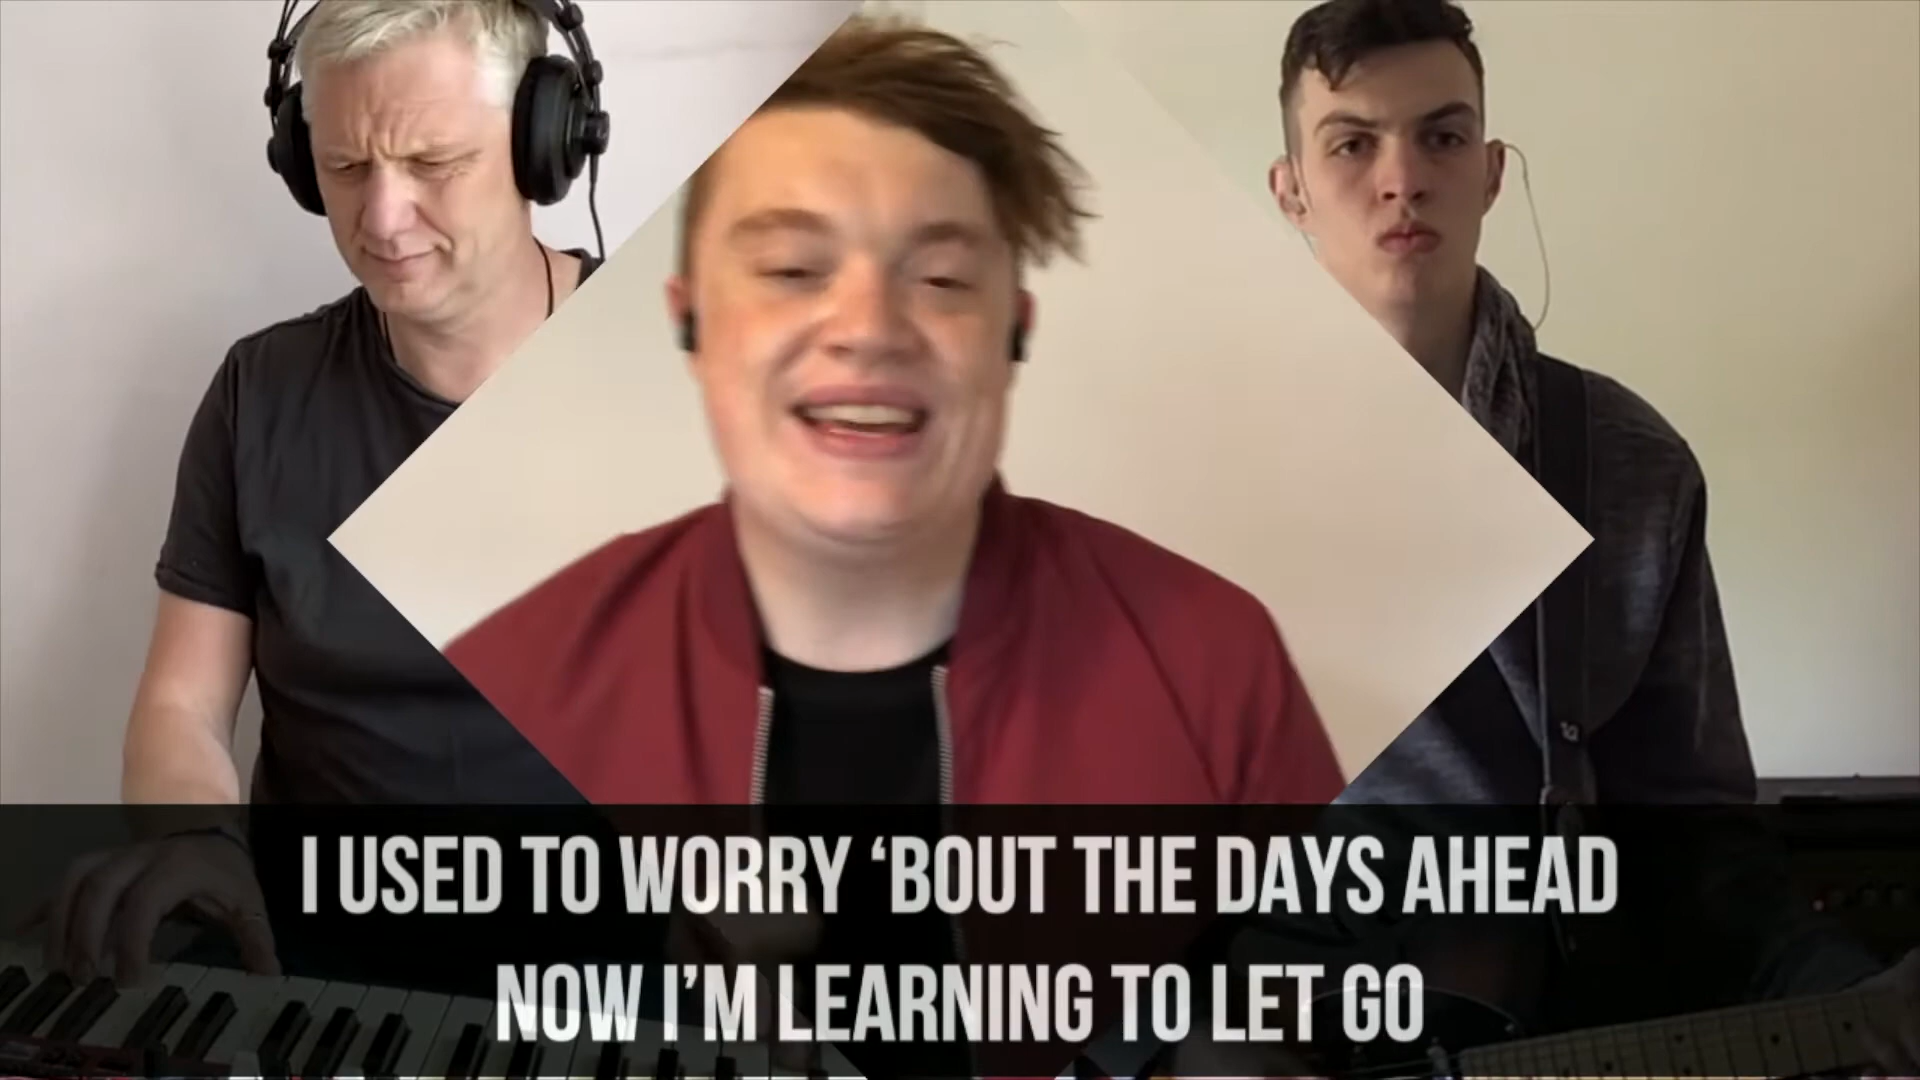 I USED TO WORRY ‘BOUT THE DAYS AHEAD
NOW I’M LEARNING TO LET GO